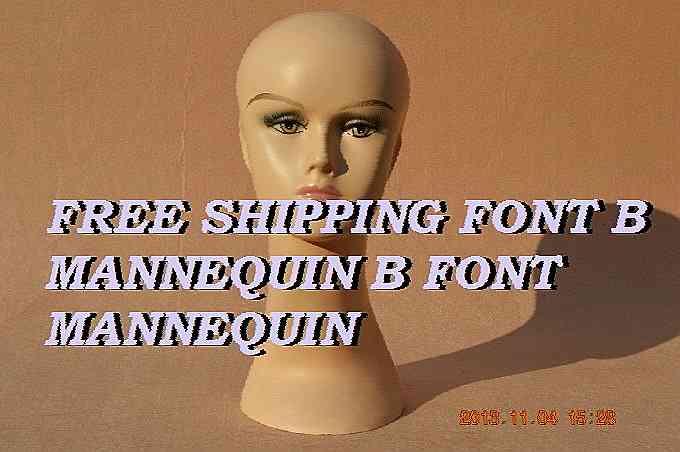 FREE SHIPPING FONT B
MANNEQUIN B FONT
MANNEQUIN
2013.11.04 15:28